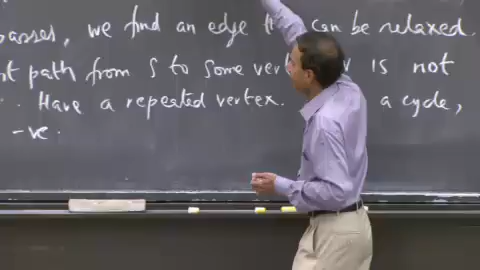 passes, we find an edge can be relaxed.
path from s to some is not
. Have a repeated vertex. a cycle,
-ve.